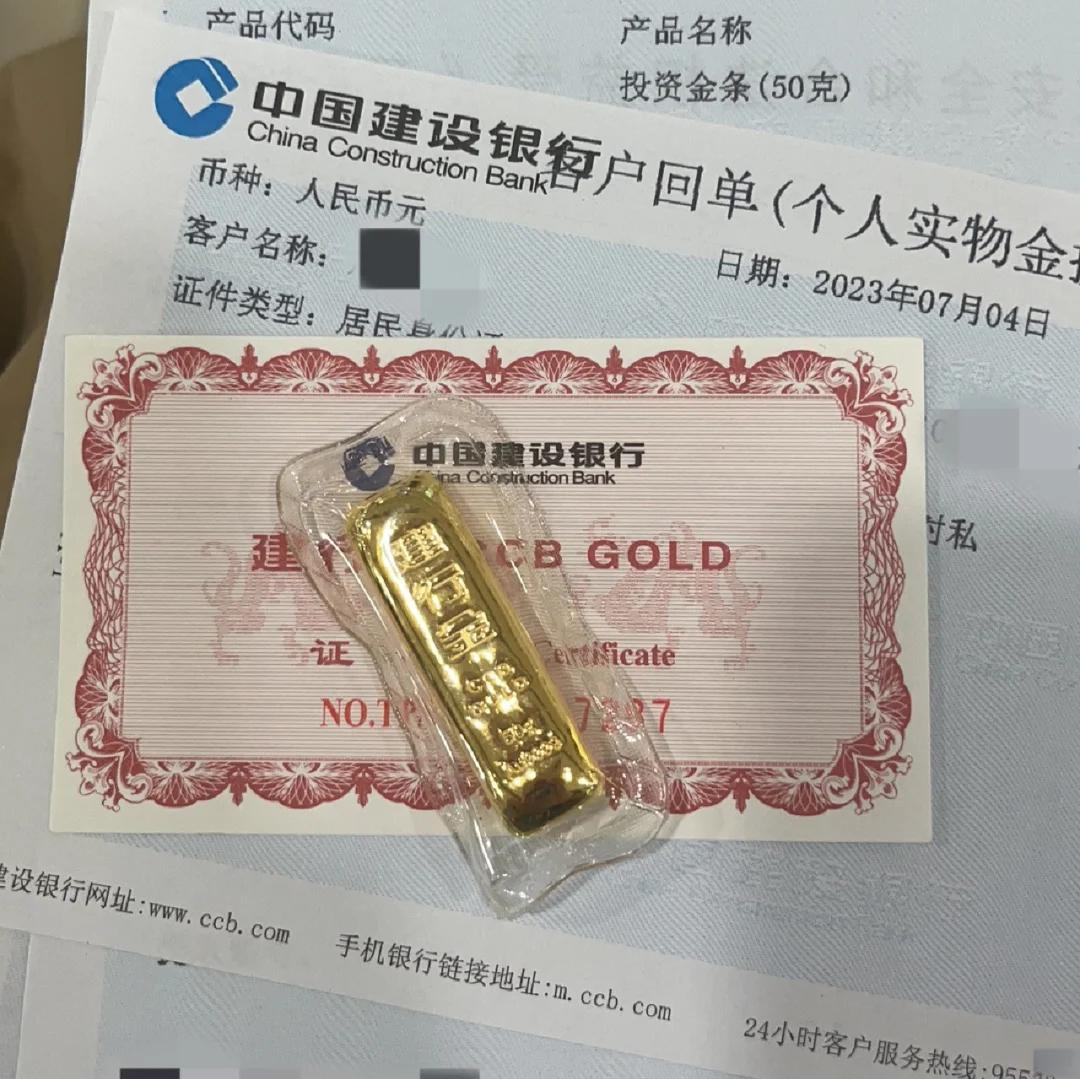 产品代码
产品名称
投资金条(50克)
中国建设银行
China Construction Bank
客户回单(个人实物金
币种：人民币元
客户名称：
日期：2023年07月04日
证件类型：居民身份证
付私
中国建设银行
China Construction Bank
建行 CCB GOLD
证 Certificate
NO.T
建行金
50g
建设银行网址:www.ccb.com
手机银行链接地址:m.ccb.com
24小时客户服务热线:955